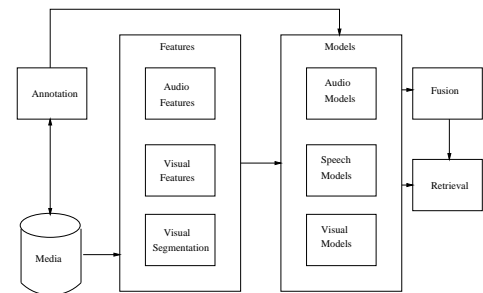 Features
Models
Annotation
Audio
Features
Audio
Models
Fusion
Visual
Features
Speech
Models
Retrieval
Media
Visual
Segmentation
Visual
Models